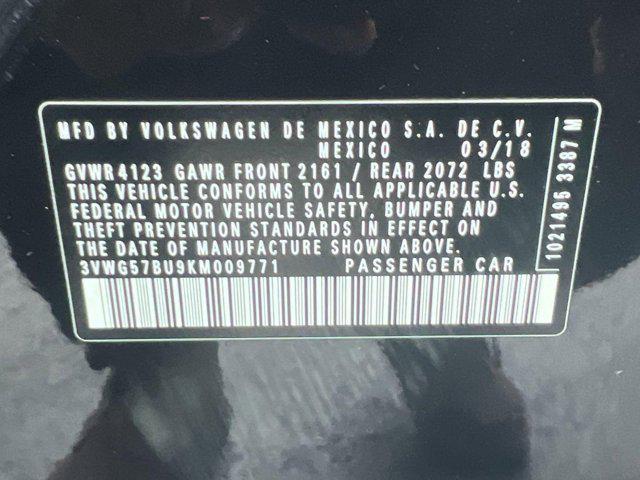 MFD BY VOLKSWAGEN DE MEXICO S.A. DE C.V.
MEXICO 03/18
GVWR 4123 GAWR FRONT 2161 / REAR 2072 LBS
THIS VEHICLE CONFORMS TO ALL APPLICABLE U.S.
FEDERAL MOTOR VEHICLE SAFETY, BUMPER AND
THEFT PREVENTION STANDARDS IN EFFECT ON
THE DATE OF MANUFACTURE SHOWN ABOVE.
3VWG57BU9KM009771 PASSENGER CAR
1021495 3387 M